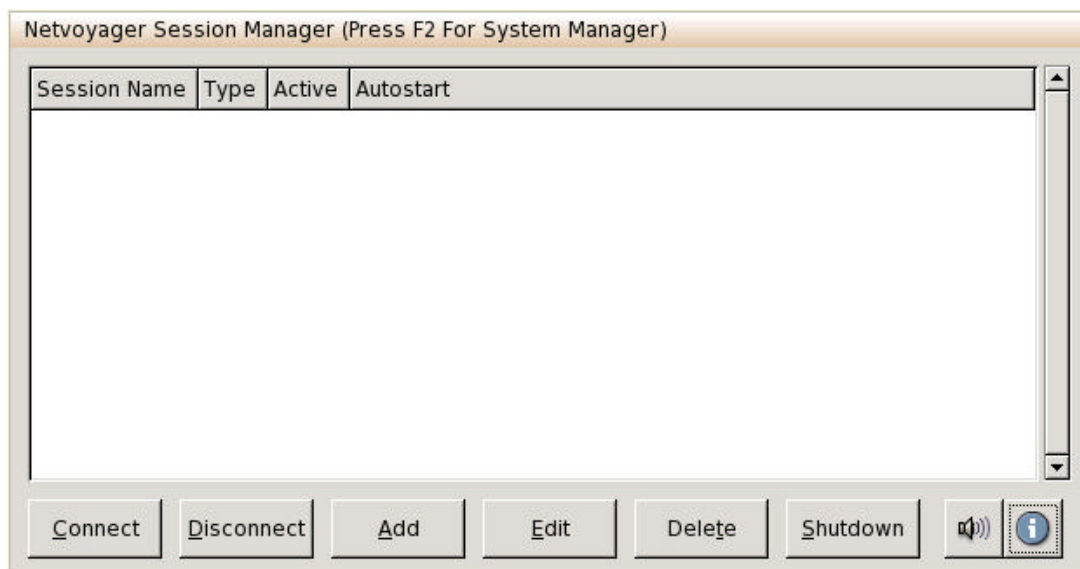 Netvoyager Session Manager (Press F2 For System Manager)
Session Name Type Active Autostart
Connect Disconnect Add Edit Delete Shutdown